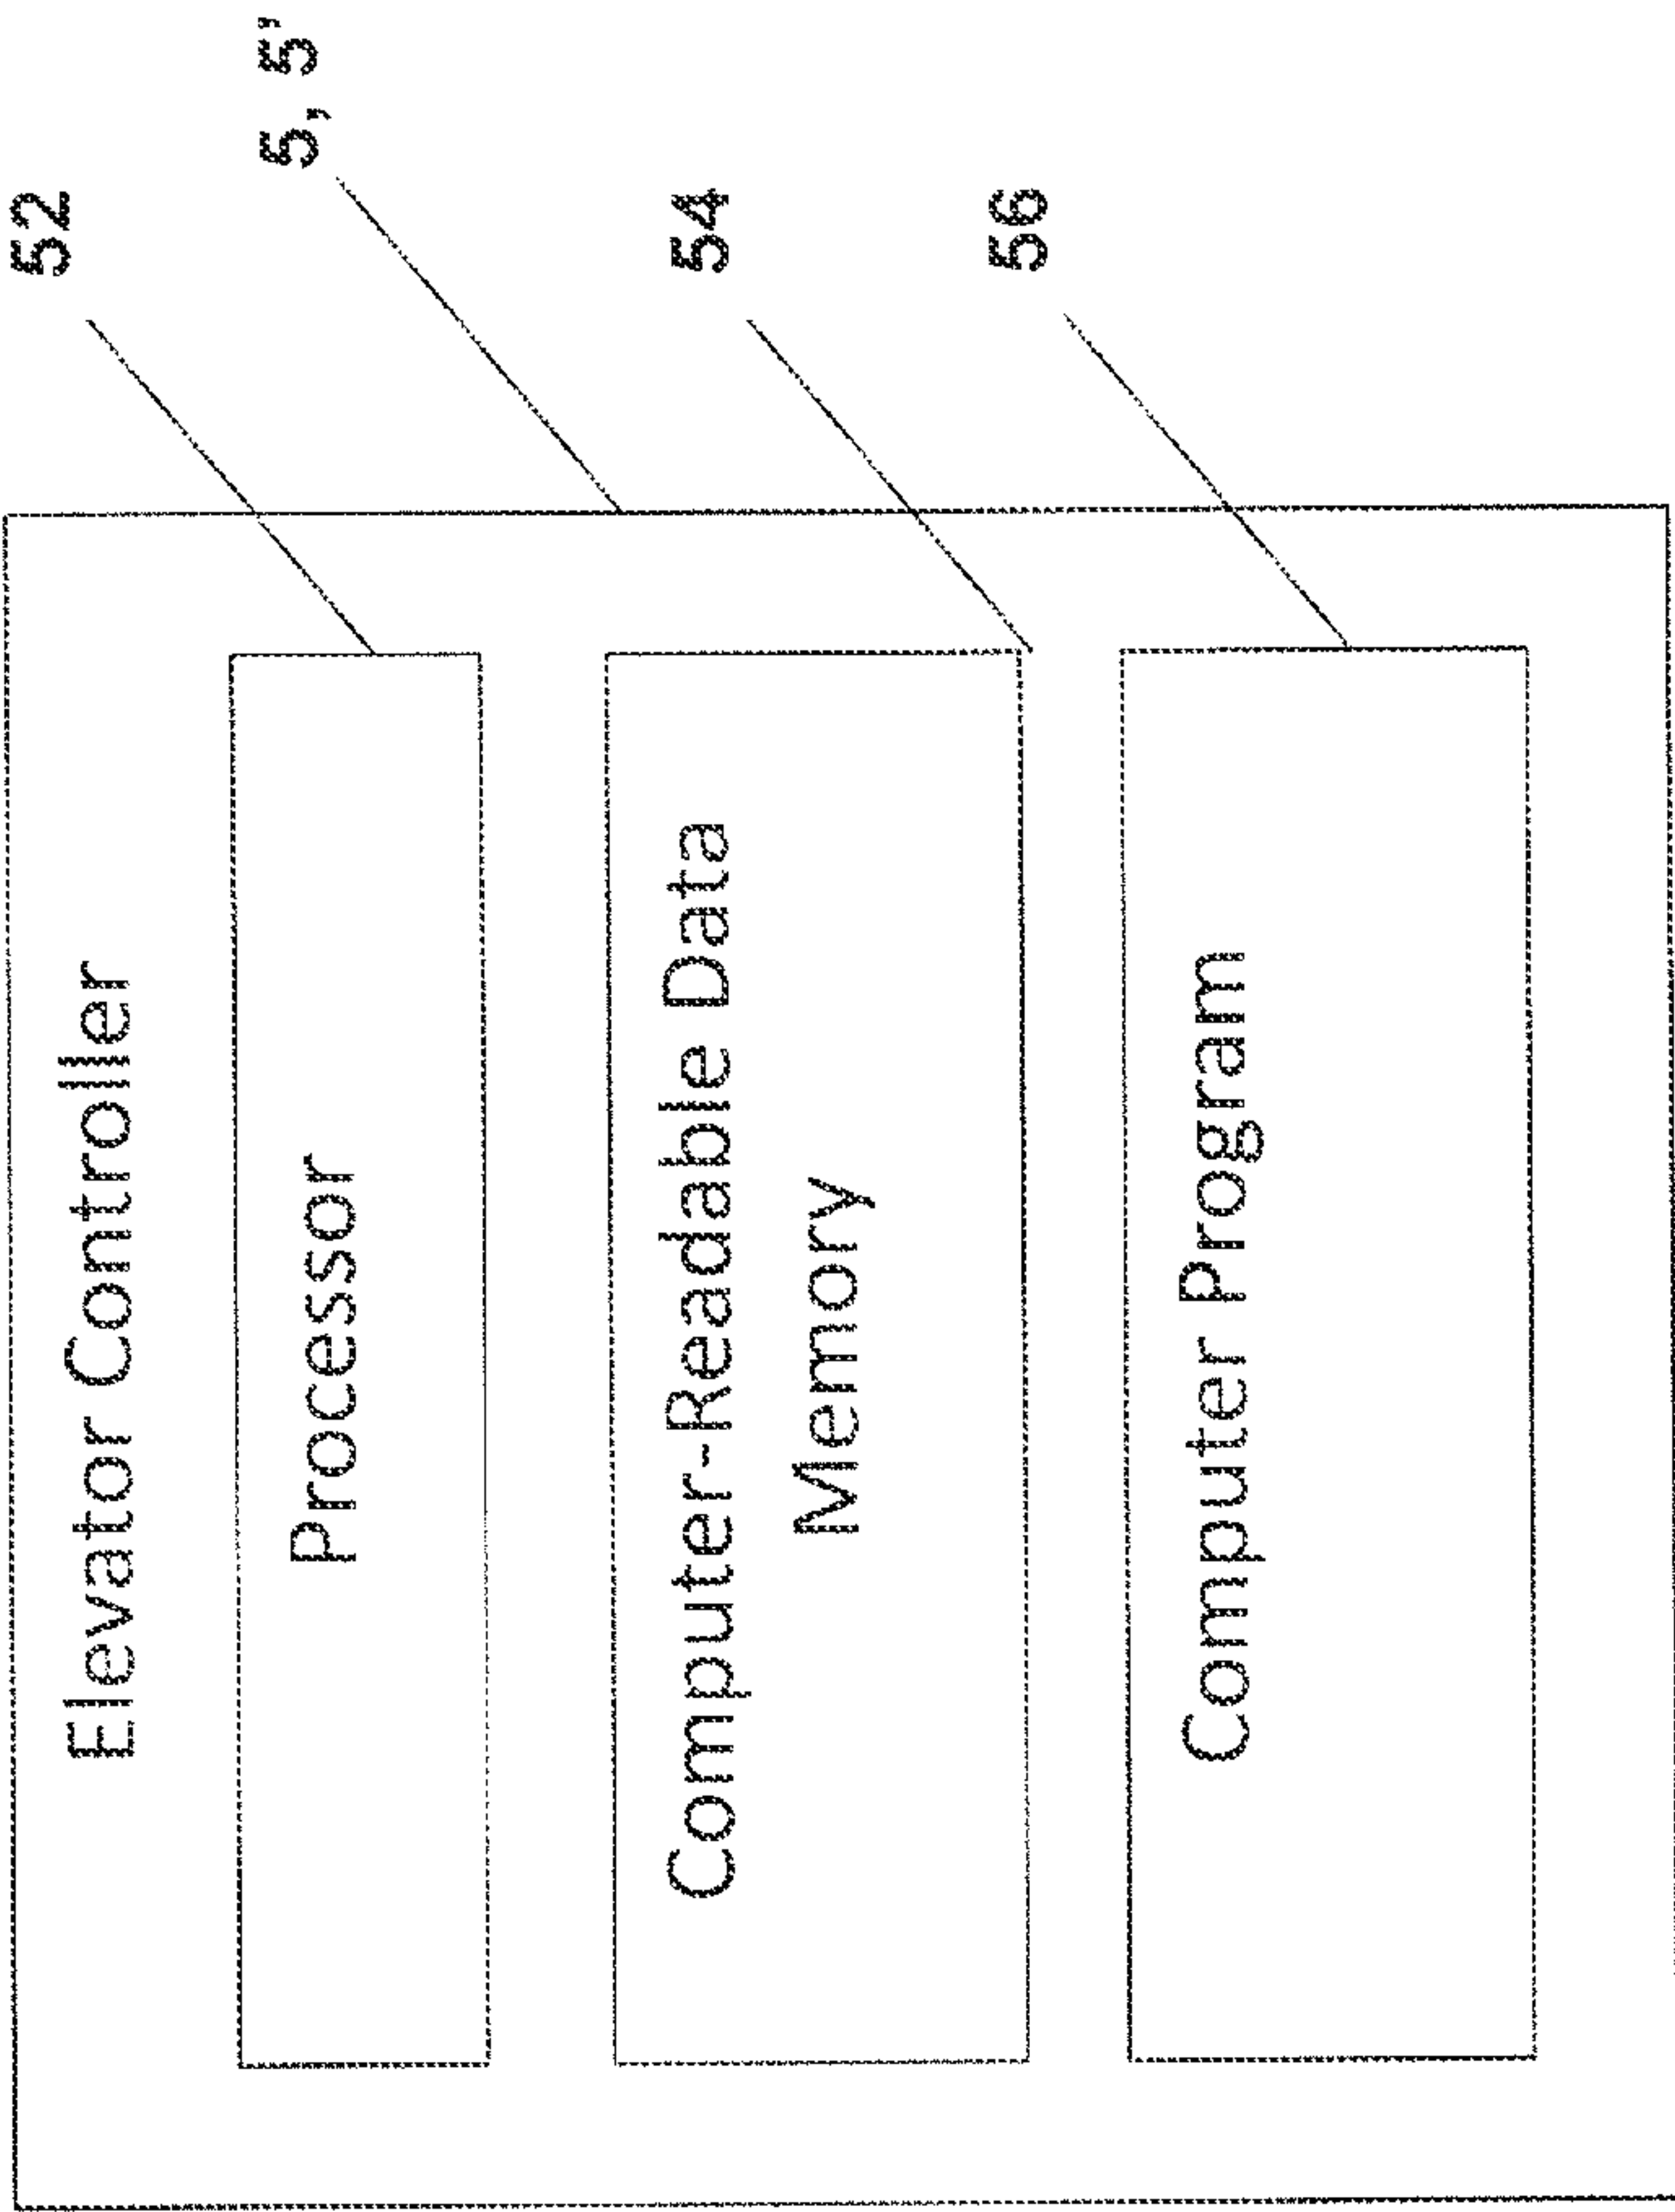 Elevator Controller
52
Processor
5, 5'
Computer-Readable Data
Memory
54
Computer Program
56